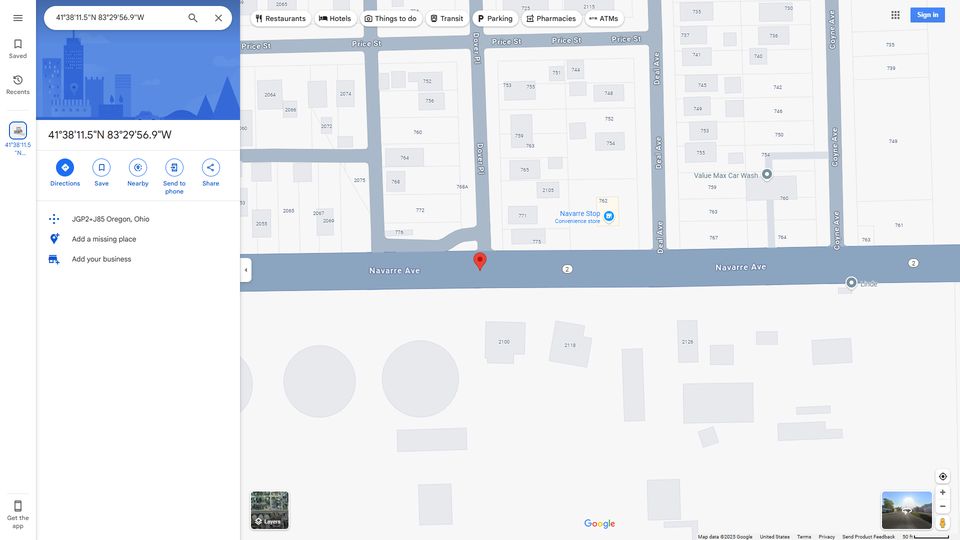 41°38'11.5"N 83°29'56.9"W
Restaurants
Hotels
Things to do
Transit
Parking
Pharmacies
ATMs
Sign in
Saved
Recents
41°38'11.5
"N...
Get the
app
41°38'11.5"N 83°29'56.9"W
Directions
Save
Nearby
Send to
phone
Share
JGP2+J85 Oregon, Ohio
Add a missing place
Add your business
Price St
Price St
Price St
Price St
Price St
Dover Pl
Dover Pl
Deal Ave
Deal Ave
Deal Ave
Coyne Ave
Coyne Ave
Coyne Ave
725
2115
735
730
737
736
741
740
735
739
2064
2066
2074
2072
2060
752
756
760
764
768
768A
772
776
2075
2065
2067
2069
753
755
751
744
748
752
754
759
763
765
2105
762
771
775
745
742
749
746
753
750
754
759
763
760
764
767
749
761
763
Value Max Car Wash
Navarre Stop
Convenience store
Navarre Ave
2
Navarre Ave
2
Linde
2100
2118
2126
Layers
Google
Map data ©2025 Google
United States
Terms
Privacy
Send Product Feedback
50 ft